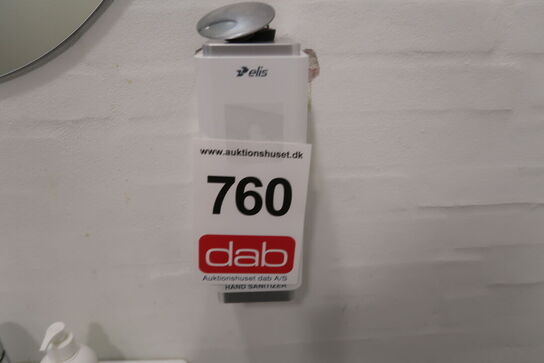 elis
www.auktionshuset.dk
760
dab
Auktionshuset dab A/S
HAND SANITIZER